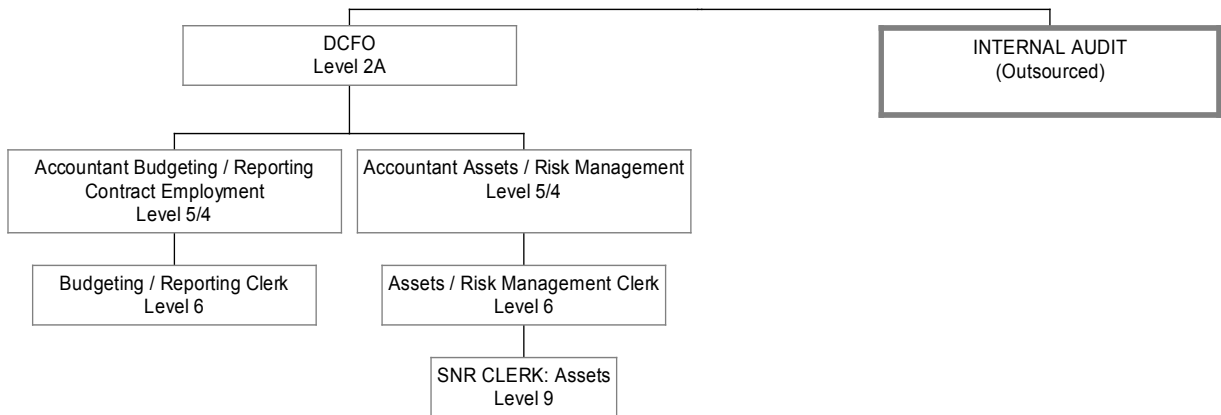 DCFO
Level 2A
INTERNAL AUDIT
(Outsourced)
Accountant Budgeting / Reporting
Contract Employment
Level 5/4
Accountant Assets / Risk Management
Level 5/4
Budgeting / Reporting Clerk
Level 6
Assets / Risk Management Clerk
Level 6
SNR CLERK: Assets
Level 9